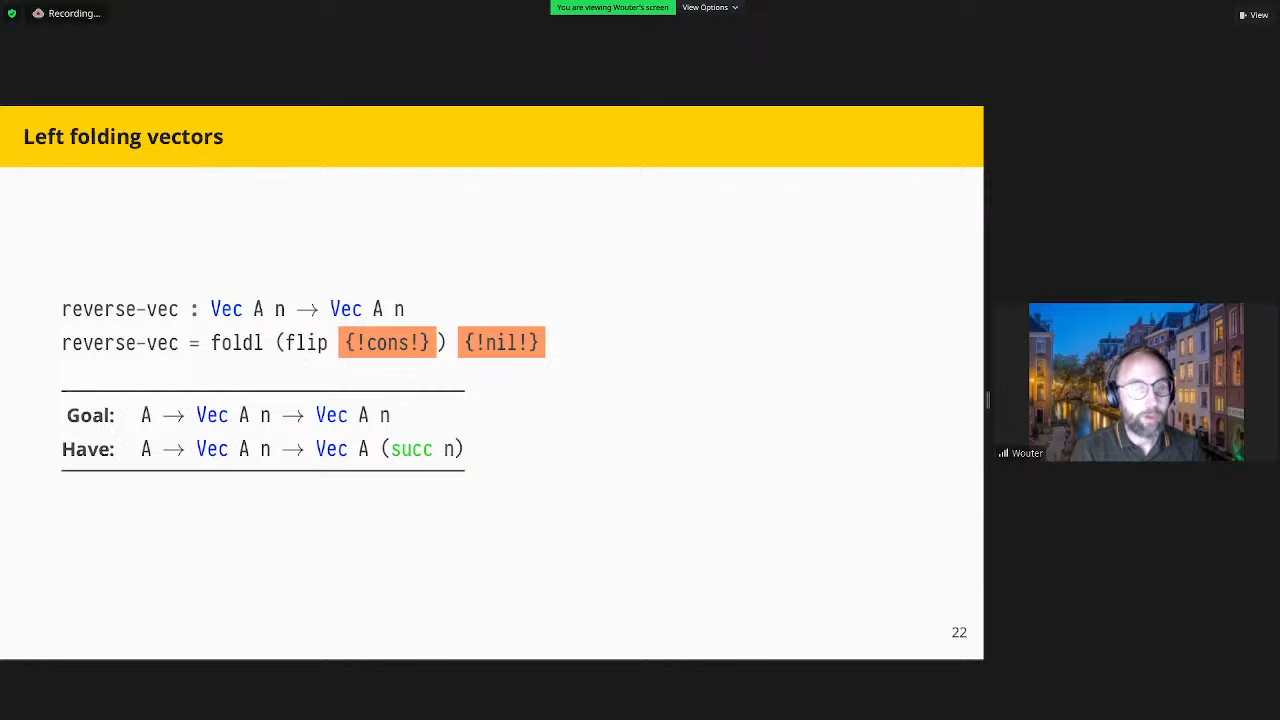 Recording...
You are viewing Wouter's screen
View Options
View
Left folding vectors
reverse-vec : Vec A n → Vec A n
reverse-vec = foldl (flip {!cons!}) {!nil!}
Goal: A → Vec A n → Vec A n
Have: A → Vec A n → Vec A (succ n)
Wouter
22